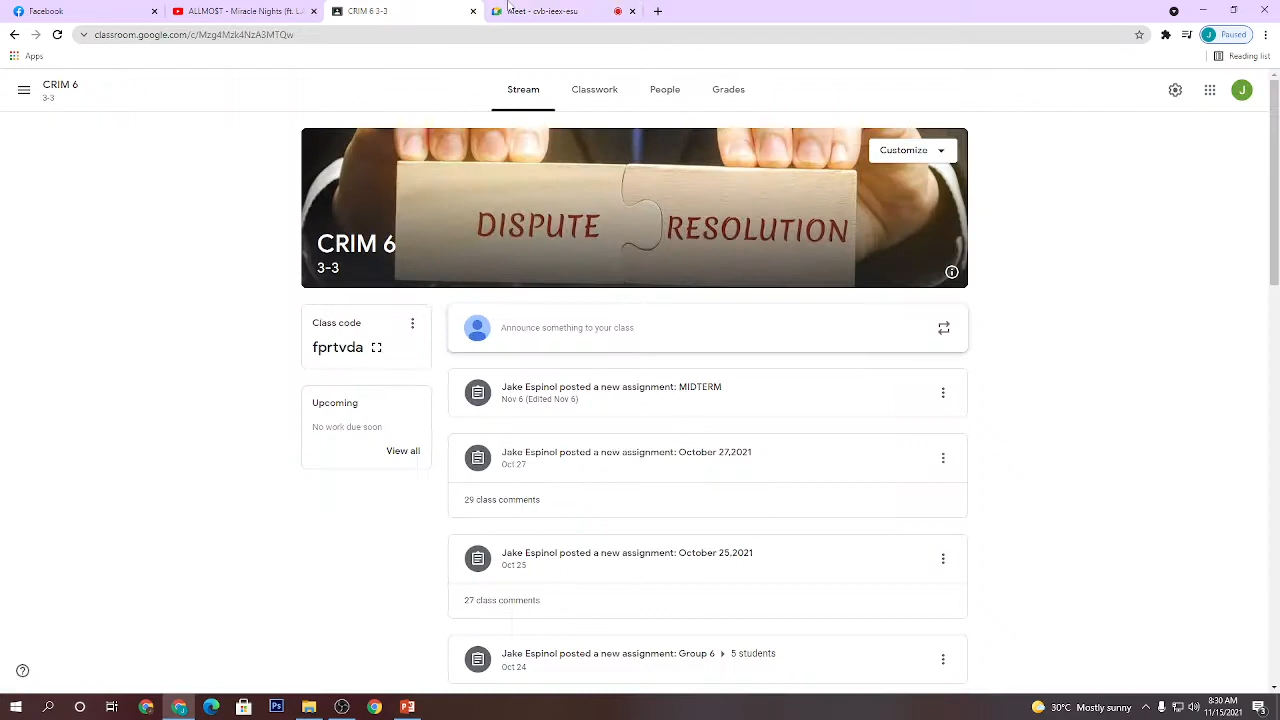 Facebook
ALLMO$T - Miracle Nights (ft. L.A
CRIM 6 3-3
Meet - cvb-ieex-esu
classroom.google.com/c/Mzg4Mzk4NzA3MTQw
J Paused
Apps
Reading list
CRIM 6
3-3
Stream
Classwork
People
Grades
J
Customize
DISPUTE RESOLUTION
CRIM 6
3-3
Class code
fprtvda
Upcoming
No work due soon
View all
Announce something to your class
Jake Espinol posted a new assignment: MIDTERM
Nov 6 (Edited Nov 6)
Jake Espinol posted a new assignment: October 27,2021
Oct 27
29 class comments
Jake Espinol posted a new assignment: October 25,2021
Oct 25
27 class comments
Jake Espinol posted a new assignment: Group 6 5 students
Oct 24
30°C Mostly sunny
8:30 AM
11/15/2021